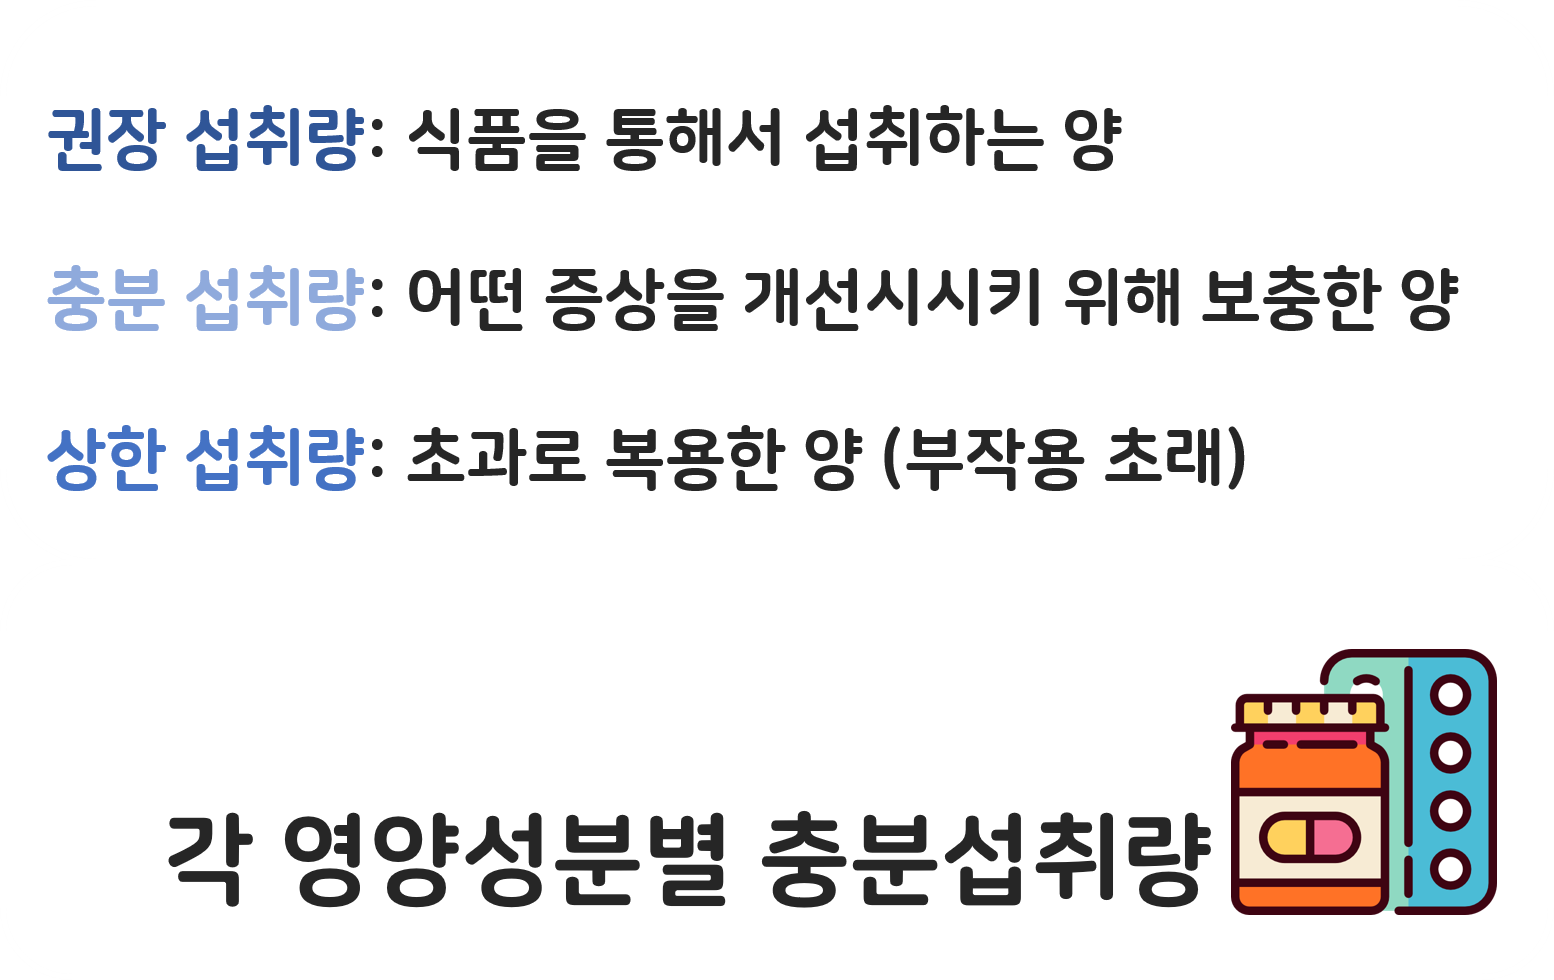 권장 섭취량: 식품을 통해서 섭취하는 양
충분 섭취량: 어떤 증상을 개선시시키 위해 보충한 양
상한 섭취량: 초과로 복용한 양 (부작용 초래)
각 영양성분별 충분섭취량